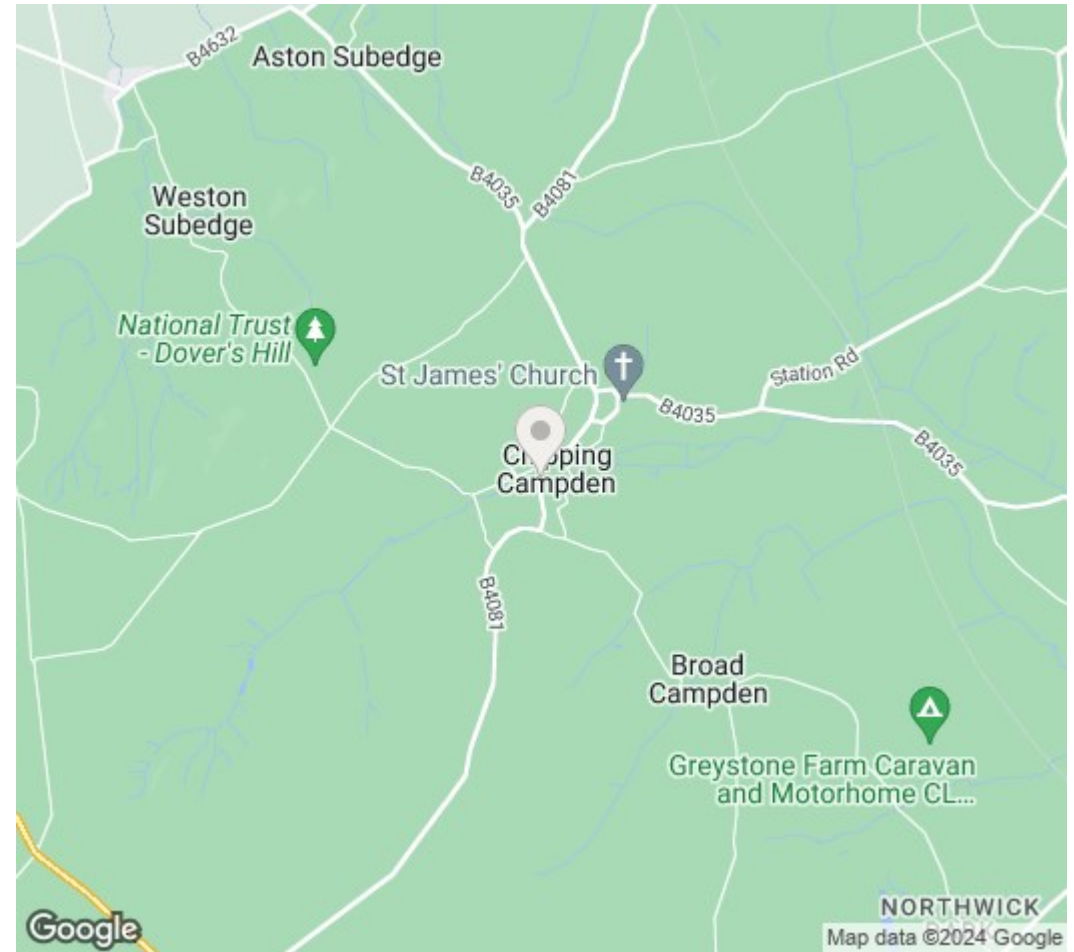 B4632
Aston Subedge
B4035
B4081
Weston
Subedge
National Trust
- Dover's Hill
St James' Church
Station Rd
B4035
B4035
Chipping
Campden
B4081
Broad
Campden
Greystone Farm Caravan
and Motorhome CL...
NORTHWICK
Google
Map data ©2024 Google